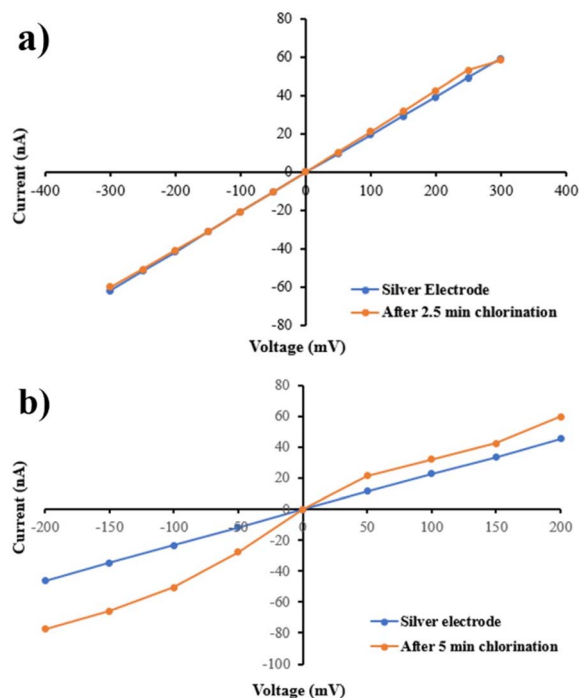 a)
80
60
40
20
0
-400 -300 -200 -100 0 100 200 300 400
-20
-40
-60
-80
Current (nA)
Silver Electrode
After 2.5 min chlorination
Voltage (mV)
b)
80
60
40
20
0
-200 -150 -100 -50 0 50 100 150 200
-20
-40
-60
-80
-100
Current (nA)
Silver electrode
After 5 min chlorination
Voltage (mV)